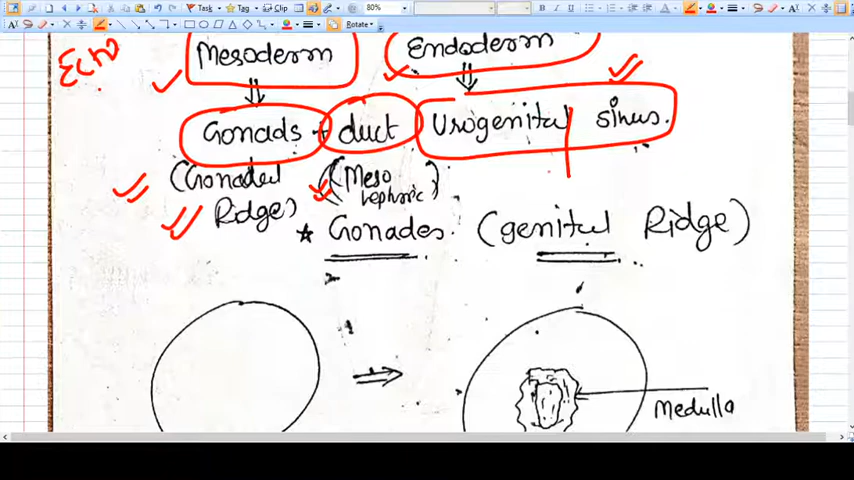 Task Tag Clip 80%
Rotate
Ecto
Mesoderm Endoderm
Gonads + duct Urogenital sinus.
(Gonadal (Meso
Ridge) nephoric)
* Gonades. (genital Ridge)
Medulla